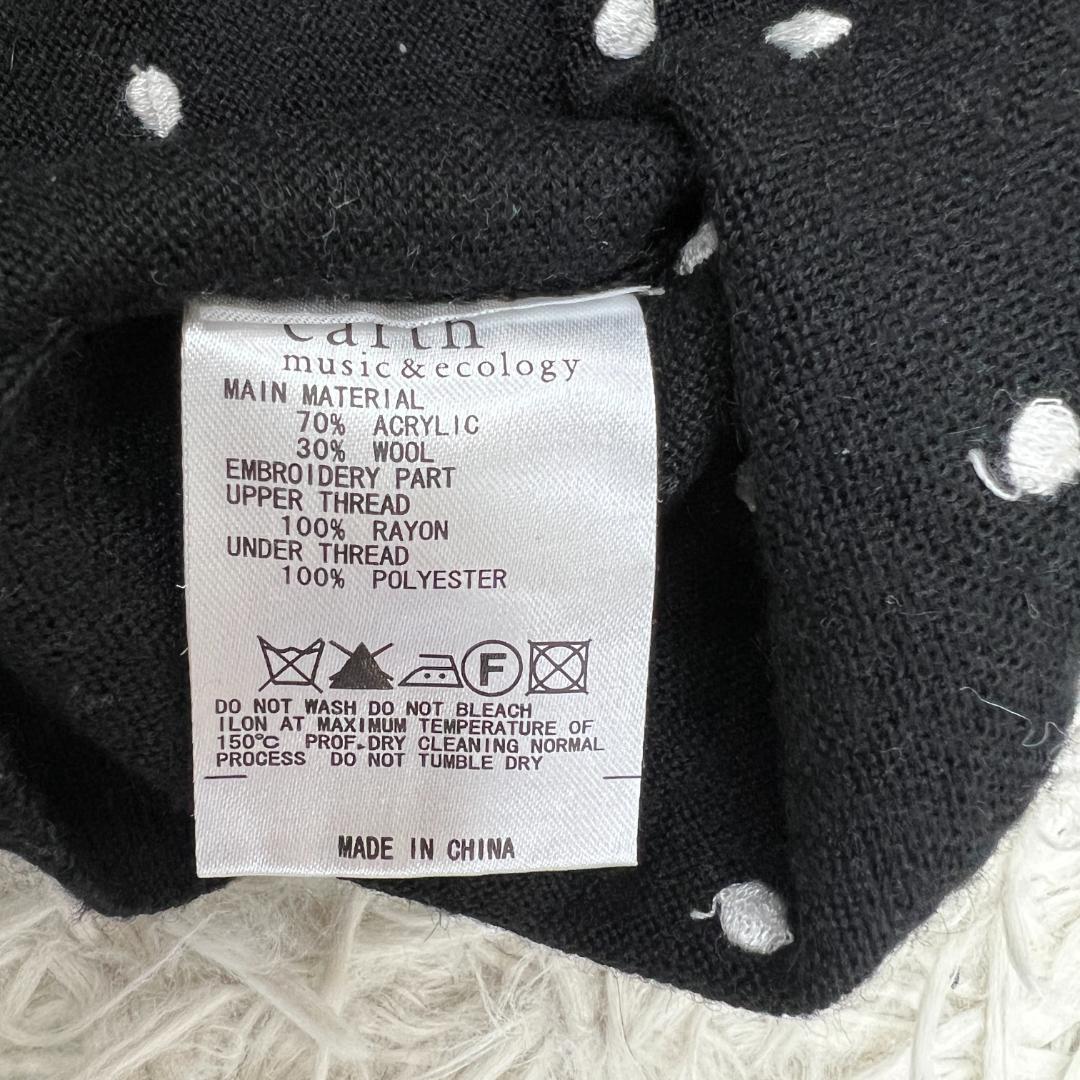 earth
music & ecology
MAIN MATERIAL
70% ACRYLIC
30% WOOL
EMBROIDERY PART
UPPER THREAD
100% RAYON
UNDER THREAD
100% POLYESTER
F
DO NOT WASH DO NOT BLEACH
ILON AT MAXIMUM TEMPERATURE OF
150℃ PROF.DRY CLEANING NORMAL
PROCESS DO NOT TUMBLE DRY
MADE IN CHINA